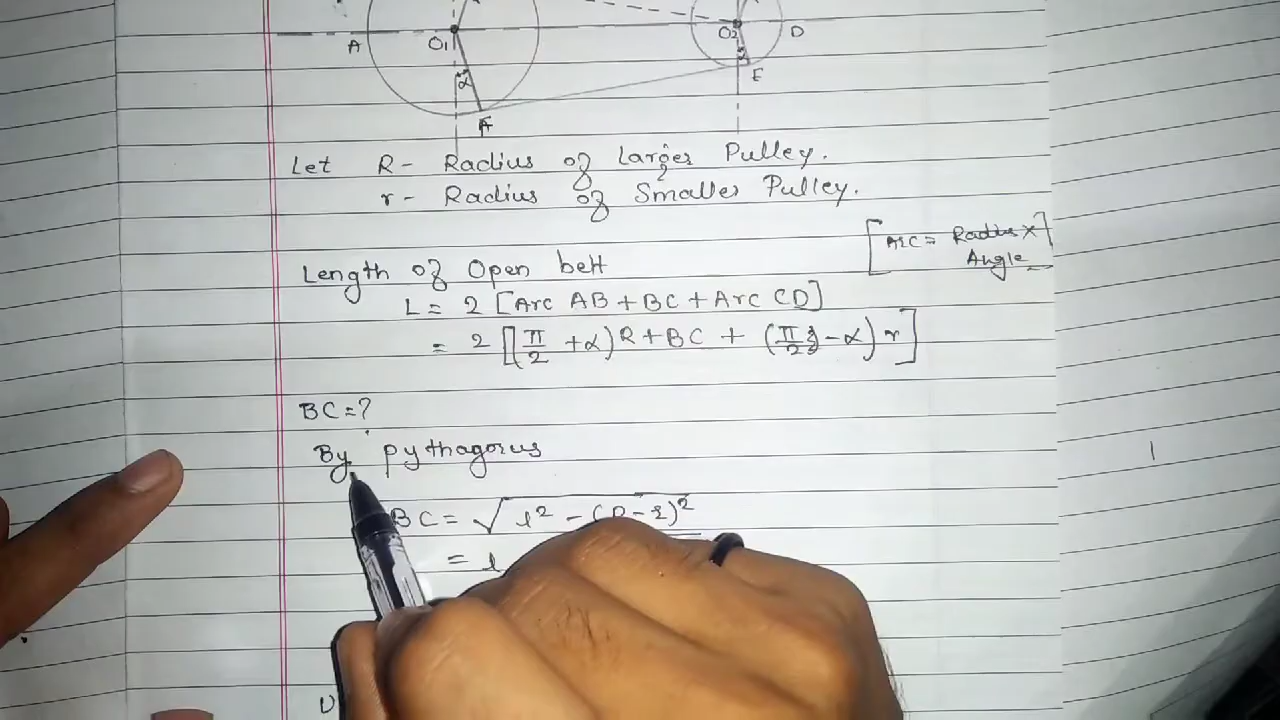 A O1 O2 D
α E
F
Let R - Radius of Larger Pulley.
r - Radius of Smaller Pulley.
[Arc = Radius × Angle]
Length of Open belt
L = 2 [Arc AB + BC + Arc CD]
= 2 [(π/2 + α) R + BC + (π/2 - α) r]
BC = ?
By pythagorus
BC = √ l² - (R - r)²
= l